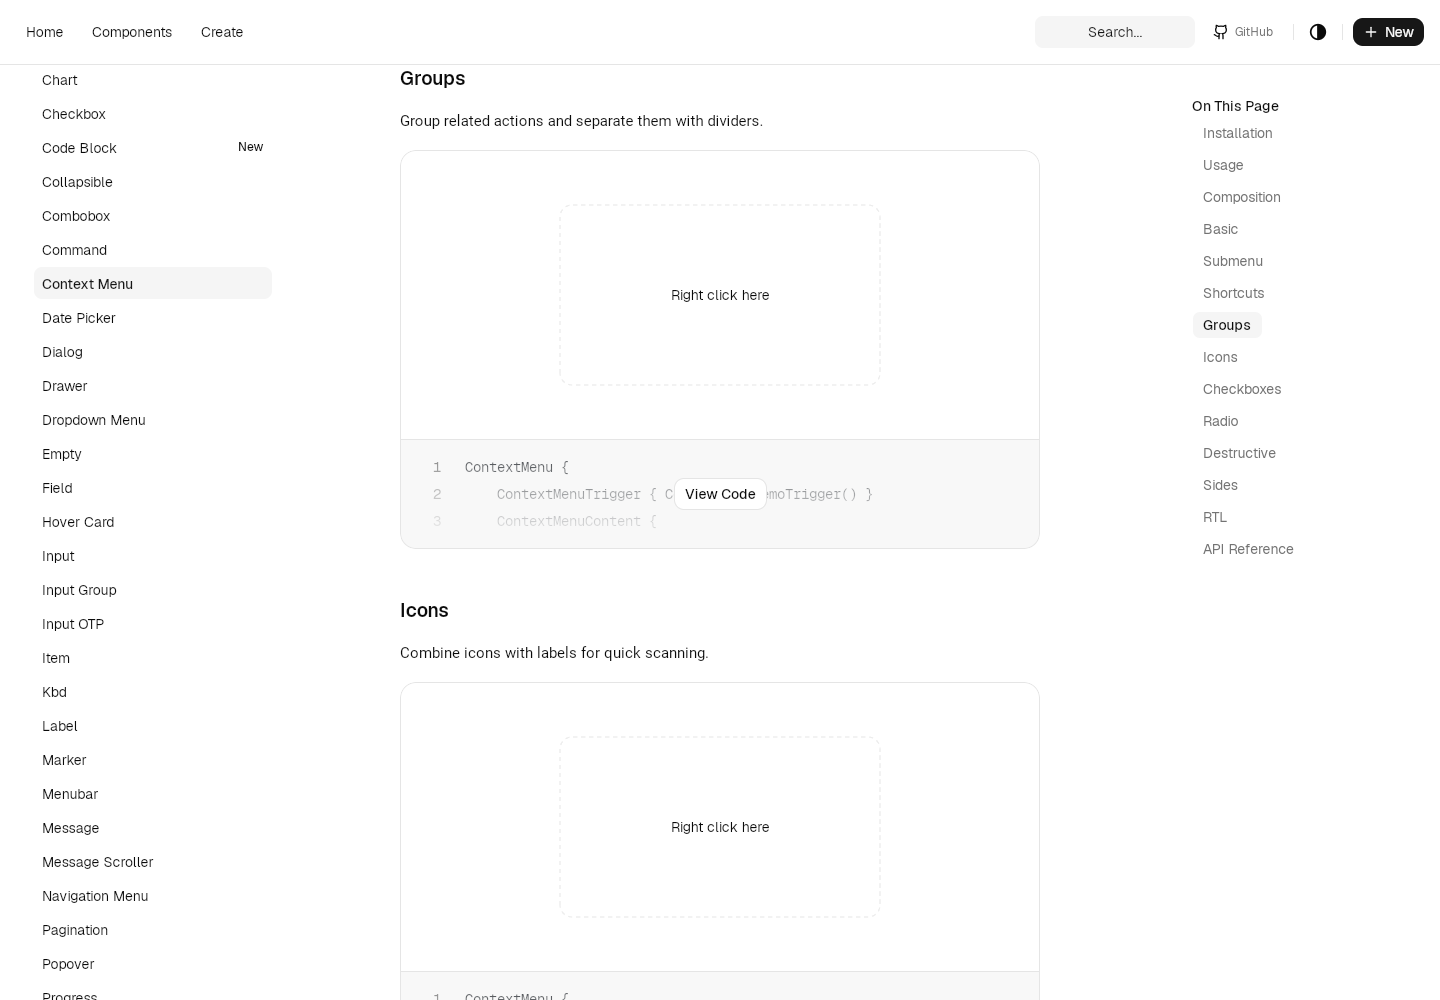 Home
Components
Create
Search...
GitHub
New
Chart
Checkbox
Code Block
New
Collapsible
Combobox
Command
Context Menu
Date Picker
Dialog
Drawer
Dropdown Menu
Empty
Field
Hover Card
Input
Input Group
Input OTP
Item
Kbd
Label
Marker
Menubar
Message
Message Scroller
Navigation Menu
Pagination
Popover
Progress
Groups
Group related actions and separate them with dividers.
Right click here
1 ContextMenu {
2 ContextMenuTrigger { C
View Code
emoTrigger() }
3 ContextMenuContent {
Icons
Combine icons with labels for quick scanning.
Right click here
1 ContextMenu {
On This Page
Installation
Usage
Composition
Basic
Submenu
Shortcuts
Groups
Icons
Checkboxes
Radio
Destructive
Sides
RTL
API Reference